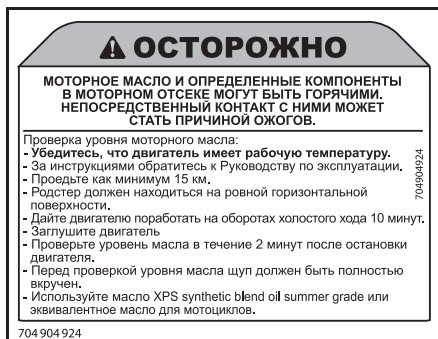 ОСТОРОЖНО
МОТОРНОЕ МАСЛО И ОПРЕДЕЛЕННЫЕ КОМПОНЕНТЫ
В МОТОРНОМ ОТСЕКЕ МОГУТ БЫТЬ ГОРЯЧИМИ.
НЕПОСРЕДСТВЕННЫЙ КОНТАКТ С НИМИ МОЖЕТ
СТАТЬ ПРИЧИНОЙ ОЖОГОВ.
Проверка уровня моторного масла:
- Убедитесь, что двигатель имеет рабочую температуру.
- За инструкциями обратитесь к Руководству по эксплуатации.
- Проедьте как минимум 15 км.
- Родстер должен находиться на ровной горизонтальной
поверхности.
- Дайте двигателю поработать на оборотах холостого хода 10 минут.
- Заглушите двигатель
- Проверьте уровень масла в течение 2 минут после остановки
двигателя.
- Перед проверкой уровня масла щуп должен быть полностью
вкручен.
- Используйте масло XPS synthetic blend oil summer grade или
эквивалентное масло для мотоциклов.
704904924
704 904 924